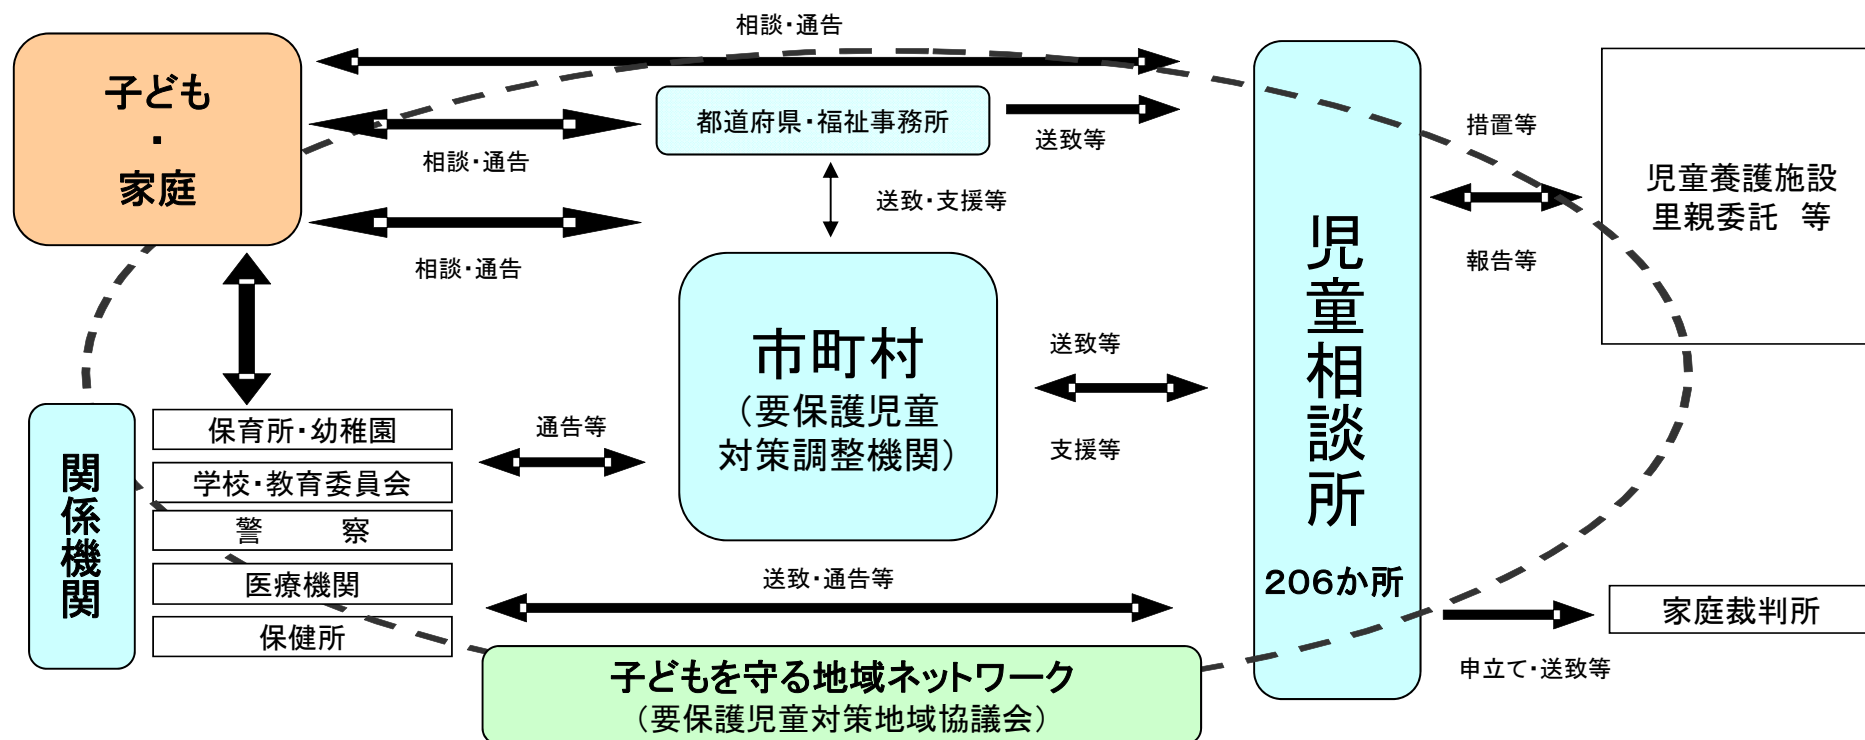 相談・通告
子ども
・
家庭
都道府県・福祉事務所
送致等
相談・通告
送致・支援等
相談・通告
措置等
児童養護施設
里親委託　等
報告等
市町村
（要保護児童
対策調整機関）
送致等
支援等
児童相談所
206か所
関係機関
保育所・幼稚園
学校・教育委員会
警　　察
医療機関
保健所
通告等
送致・通告等
家庭裁判所
申立て・送致等
子どもを守る地域ネットワーク
（要保護児童対策地域協議会）